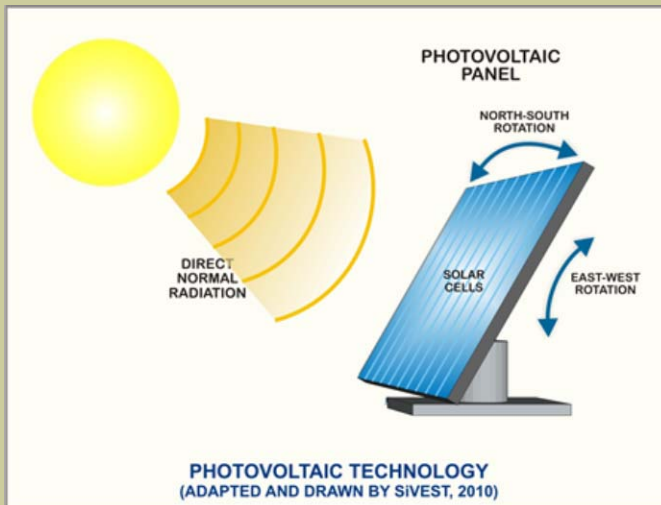 PHOTOVOLTAIC
PANEL
NORTH-SOUTH
ROTATION
DIRECT
NORMAL
RADIATION
SOLAR
CELLS
EAST-WEST
ROTATION
PHOTOVOLTAIC TECHNOLOGY
(ADAPTED AND DRAWN BY SiVEST, 2010)